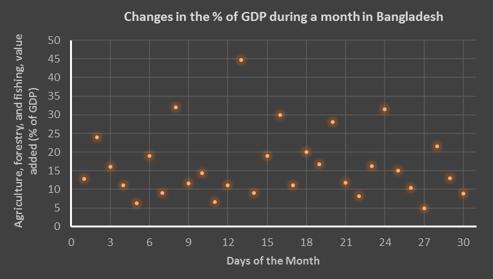 Changes in the % of GDP during a month in Bangladesh
Agriculture, forestry, and fishing, value
added (% of GDP)
50
45
40
35
30
25
20
15
10
5
0
0 3 6 9 12 15 18 21 24 27 30
Days of the Month